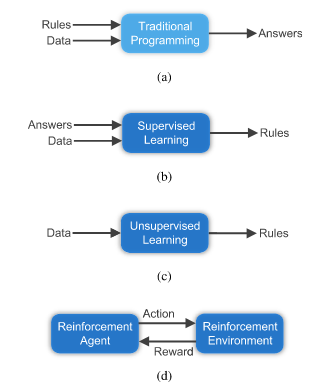 Rules
Data
Traditional
Programming
Answers
(a)
Answers
Data
Supervised
Learning
Rules
(b)
Data
Unsupervised
Learning
Rules
(c)
Action
Reinforcement
Agent
Reinforcement
Environment
Reward
(d)